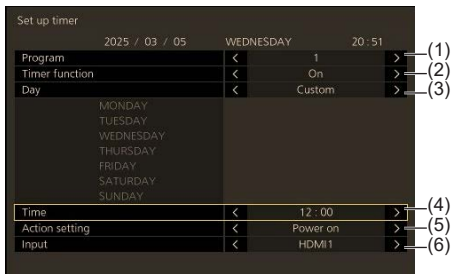 Set up timer
2025 / 03 / 05 WEDNESDAY 20 : 51
Program < 1 > (1)
Timer function < On > (2)
Day < Custom > (3)
MONDAY
TUESDAY
WEDNESDAY
THURSDAY
FRIDAY
SATURDAY
SUNDAY
Time < 12 : 00 > (4)
Action setting < Power on > (5)
Input < HDMI1 > (6)